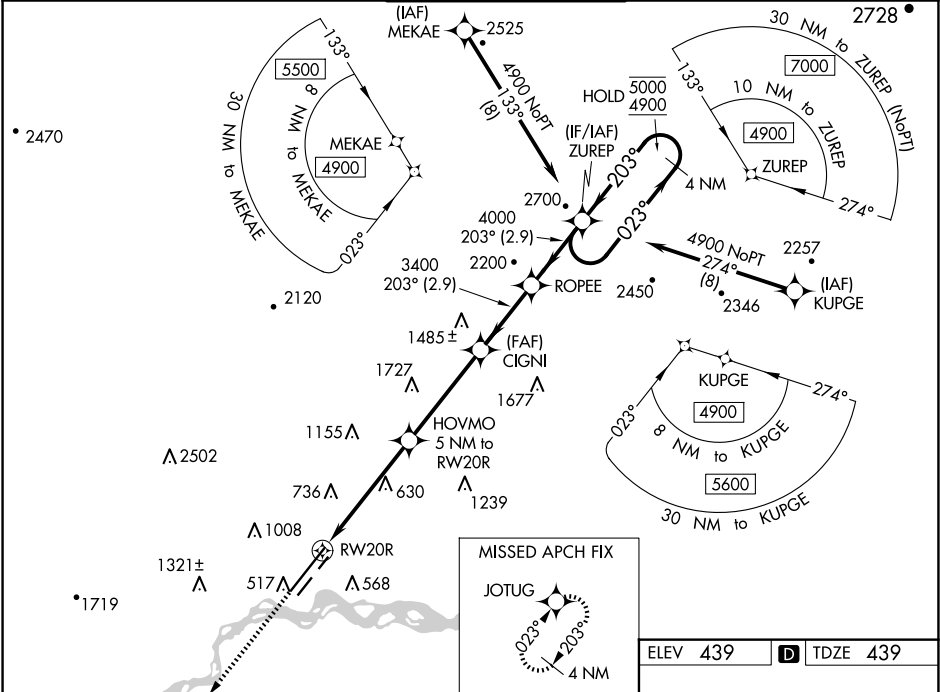 (IAF)
MEKAE
2525
4900 NoPT
133°
(8)
133°
5500
8 NM to MEKAE
4900
30 NM to MEKAE
MEKAE
023°
2470
2120
HOLD 5000
4900
(IF/IAF)
ZUREP
203°
023°
4 NM
2700
4000
203° (2.9)
2200
3400
203° (2.9)
ROPEE
2728
30 NM to ZUREP (NoPT)
7000
133°
10 NM to ZUREP
4900
ZUREP
274°
4900 NoPT
274°
(8)
2257
2450
2346
(IAF)
KUPGE
1485 ±
(FAF)
CIGNI
1727
1677
KUPGE
274°
023°
4900
8 NM to KUPGE
5600
30 NM to KUPGE
1155
HOVMO
5 NM to
RW20R
2502
736
630
1239
1008
RW20R
1321±
517
568
1719
MISSED APCH FIX
JOTUG
023°
203°
4 NM
ELEV 439
D
TDZE 439